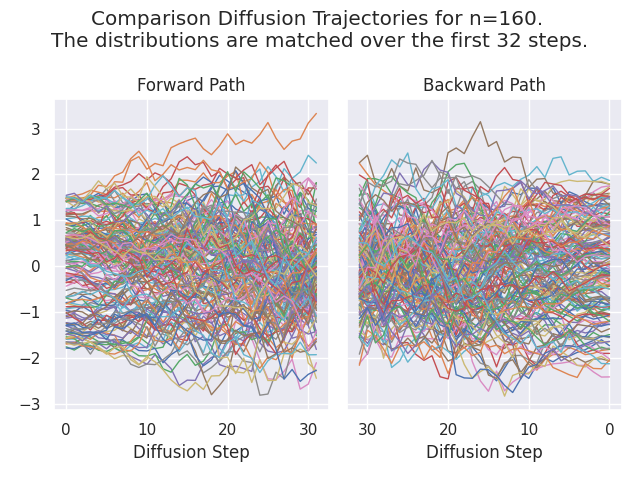 Comparison Diffusion Trajectories for n=160.
The distributions are matched over the first 32 steps.
Forward Path
Backward Path
3
2
1
0
−1
−2
−3
0 10 20 30
30 20 10 0
Diffusion Step
Diffusion Step